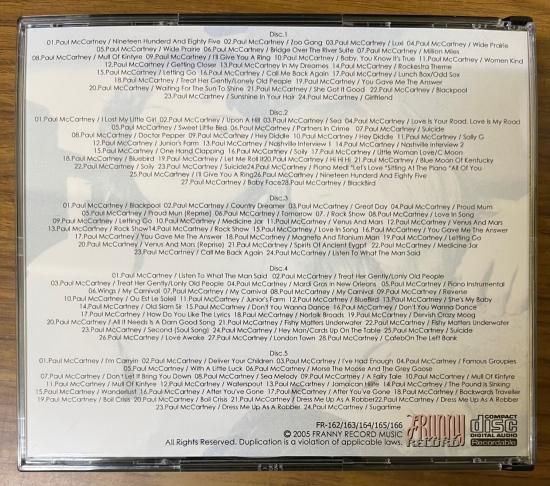 Disc.1
01.Paul McCartney / Nineteen Hundred And Eighty Five 02.Paul McCartney / Zoo Gang 03.Paul McCartney / Luxi 04.Paul McCartney / Wide Prairie
05.Paul McCartney / Wide Prairie 06.Paul McCartney / Bridge Over The River Suite 07.Paul McCartney / Million Miles
08.Paul McCartney / Mull Of Kintyre 09.Paul McCartney / I'll Give You A Ring 10.Paul McCartney / Baby, You Know It's True 11.Paul McCartney / Women Kind
12.Paul McCartney / Getting Closer 13.Paul McCartney / In My Dreams 14.Paul McCartney / Rockestra Theme
15.Paul McCartney / Letting Go 16.Paul McCartney / Call Me Back Again 17.Paul McCartney / Lunch Box/Odd Sox
18.Paul McCartney / Treat Her Gently/Lonely Old People 19.Paul McCartney / You Gave Me The Answer
20.Paul McCartney / Waiting For The Sun To Shine 21.Paul McCartney / She Got It Good 22.Paul McCartney / Blackpool
23.Paul McCartney / Sunshine In Your Hair 24.Paul McCartney / Girlfriend
Disc.2
01.Paul McCartney / I Lost My Little Girl 02.Paul McCartney / Upon A Hill 03.Paul McCartney / Sea 04.Paul McCartney / Love Is Your Road, Love Is My Road
05.Paul McCartney / Sweet Little Bird 06.Paul McCartney / Partners In Crime 07.Paul McCartney / Suicide
08.Paul McCartney / Doctor Pepper 09.Paul McCartney / Hey Diddle 10.Paul McCartney / Hey Diddle 11.Paul McCartney / Sally G
12.Paul McCartney / Junior's Farm 13.Paul McCartney / Nashville Interview 1 14.Paul McCartney / Nashville Interview 2
15.Paul McCartney / One Hand Clapping 16.Paul McCartney / Soily 17.Paul McCartney / Little Woman Love/C Moon
18.Paul McCartney / Bluebird 19.Paul McCartney / Let Me Roll It20.Paul McCartney / Hi Hi Hi 21.Paul McCartney / Blue Moon Of Kentucky
22.Paul McCartney / Soily 23.Paul McCartney / Suicide24.Paul McCartney / Piano Medl "Let's Love "Sitting At The Piano "All Of You
25.Paul McCartney / I'll Give You A Ring26.Paul McCartney / Nineteen Hundred And Eighty Five
27.Paul McCartney / Baby Face28.Paul McCartney / BlackBird
Disc.3
01.Paul McCartney / Blackpool 02.Paul McCartney / Country Dreamer 03.Paul McCartney / Great Day 04.Paul McCartney / Proud Mum
05.Paul McCartney / Proud Mun (Reprise) 06.Paul McCartney / Tomorrow 07. / Rock Show 08.Paul McCartney / Love In Song
09.Paul McCartney / Letting Go 10.Paul McCartney / Medicine Jar 11.Paul McCartney / Venus And Mars 12.Paul McCartney / Venus And Mars
13.Paul McCartney / Rock Show14.Paul McCartney / Rock Show 15.Paul McCartney / Love In Song 16.Paul McCartney / You Gave Me The Answer
17.Paul McCartney / You Gave Me The Answer 18.Paul McCartney / Magneto And Titanium Man 19.Paul McCartney / Letting Go
20.Paul McCartney / Venus And Mars (Reprise) 21.Paul McCartney / Spirits Of Ancient Egypt 22.Paul McCartney / Medicine Jar
23.Paul McCartney / Call Me Back Again 24.Paul McCartney / Listen To What The Man Said
Disc.4
01.Paul McCartney / Listen To What The Man Said 02.Paul McCartney / Treat Her Gently/Lonely Old People
03.Paul McCartney / Treat Her Gently/Lonely Old People 04.Paul McCartney / Mardi Gras In New Orleans 05.Paul McCartney / Piano Instrumental
06.Wings / My Carnival 07.Paul McCartney / My Carnival 08.Paul McCartney / My Carnival 09.Paul McCartney / Reverse
10.Paul McCartney / Ou Est Le Soleil 11.Paul McCartney / Junior's Farm 12.Paul McCartney / BlueBird 13.Paul McCartney / She's My Baby
14.Paul McCartney / Old Siam Sir 15.Paul McCartney / Don't You Wanna Dance 16.Paul McCartney / Don't You Wanna Dance
17.Paul McCartney / How Do You Like The Lyrics 18.Paul McCartney / Norfolk Broads 19.Paul McCartney / Dervish Crazy Moog
20.Paul McCartney / All It Needs Is A Darn Good Song 21.Paul McCartney / Fishy Matters Underwater 22.Paul McCartney / Fishy Matters Underwater
23.Paul McCartney / Second (Soul Song) 24.Paul McCartney / Hey Man/Cards Up On The Table 25.Paul McCartney / Suicide
26.Paul McCartney / Love Awake 27.Paul McCartney / London Town 28.Paul McCartney / CafebOn The Left Bank
Disc.5
01.Paul McCartney / I'm Carryin 02.Paul McCartney / Deliver Your Children 03.Paul McCartney / I've Had Enough 04.Paul McCartney / Famous Groupies
05.Paul McCartney / With A Little Luck 06.Paul McCartney / Morse The Moose And The Grey Goose
07.Paul McCartney / Don't Let It Bring You Down 08.Paul McCartney / Sea Melody 09.Paul McCartney / A Fairy Tale 10.Paul McCartney / Mull Of Kintyre
11.Paul McCartney / Mull Of Kintyre 12.Paul McCartney / Waterspout 13.Paul McCartney / Jamaican Hilife 14.Paul McCartney / The Pound Is Sinking
15.Paul McCartney / Wanderlust 16.Paul McCartney / After You've Gone 17.Paul McCartney / After You've Gone 18.Paul McCartney / Backwards Traveller
19.Paul McCartney / Boil Crisis 20.Paul McCartney / Boil Crisis 21.Paul McCartney / Dress Me Up As A Robber22.Paul McCartney / Dress Me Up As A Robber
23.Paul McCartney / Dress Me Up As A Robber 24.Paul McCartney / Sugartime
FR-162/163/164/165/166
© 2005 FRANNY RECORD MUSIC
All Rights Reserved. Duplication is a violation of applicable laws.
FRANNY
RECORD
COMPACT
disc
DIGITAL AUDIO
Recordable